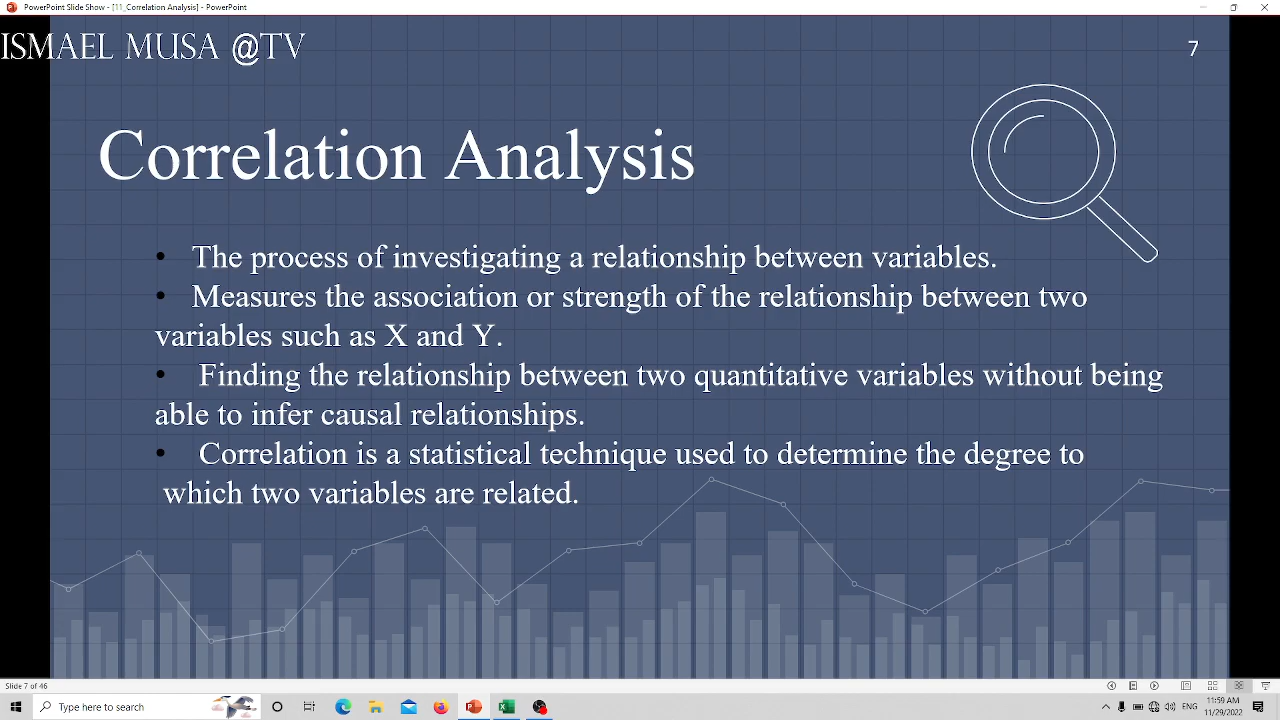 PowerPoint Slide Show - [11_Correlation Analysis] - PowerPoint
ISMAEL MUSA @TV
7
Correlation Analysis
• The process of investigating a relationship between variables.
• Measures the association or strength of the relationship between two
variables such as X and Y.
• Finding the relationship between two quantitative variables without being
able to infer causal relationships.
• Correlation is a statistical technique used to determine the degree to
which two variables are related.
Slide 7 of 46
Type here to search
ENG
11:59 AM
11/29/2022